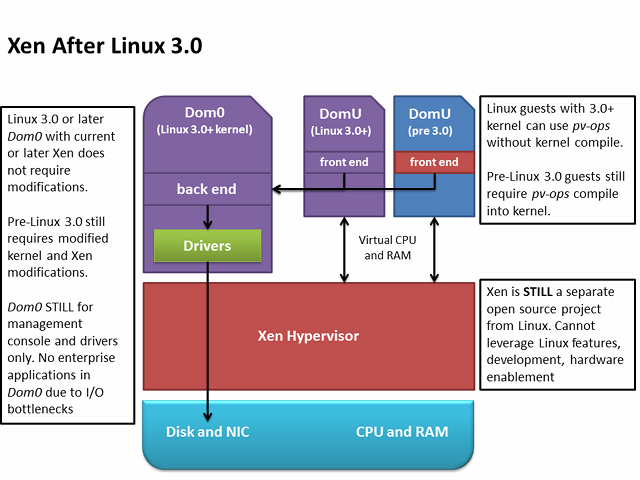 Xen After Linux 3.0
Linux 3.0 or later
Dom0 with current
or later Xen does
not require
modifications.
Pre-Linux 3.0 still
requires modified
kernel and Xen
modifications.
Dom0 STILL for
management
console and drivers
only. No enterprise
applications in
Dom0 due to I/O
bottlenecks
Dom0
(Linux 3.0+ kernel)
back end
Drivers
DomU
(Linux 3.0+)
front end
DomU
(pre 3.0)
front end
Virtual CPU
and RAM
Xen Hypervisor
Disk and NIC
CPU and RAM
Linux guests with 3.0+
kernel can use pv-ops
without kernel compile.
Pre-Linux 3.0 guests still
require pv-ops compile
into kernel.
Xen is STILL a separate
open source project
from Linux. Cannot
leverage Linux features,
development, hardware
enablement